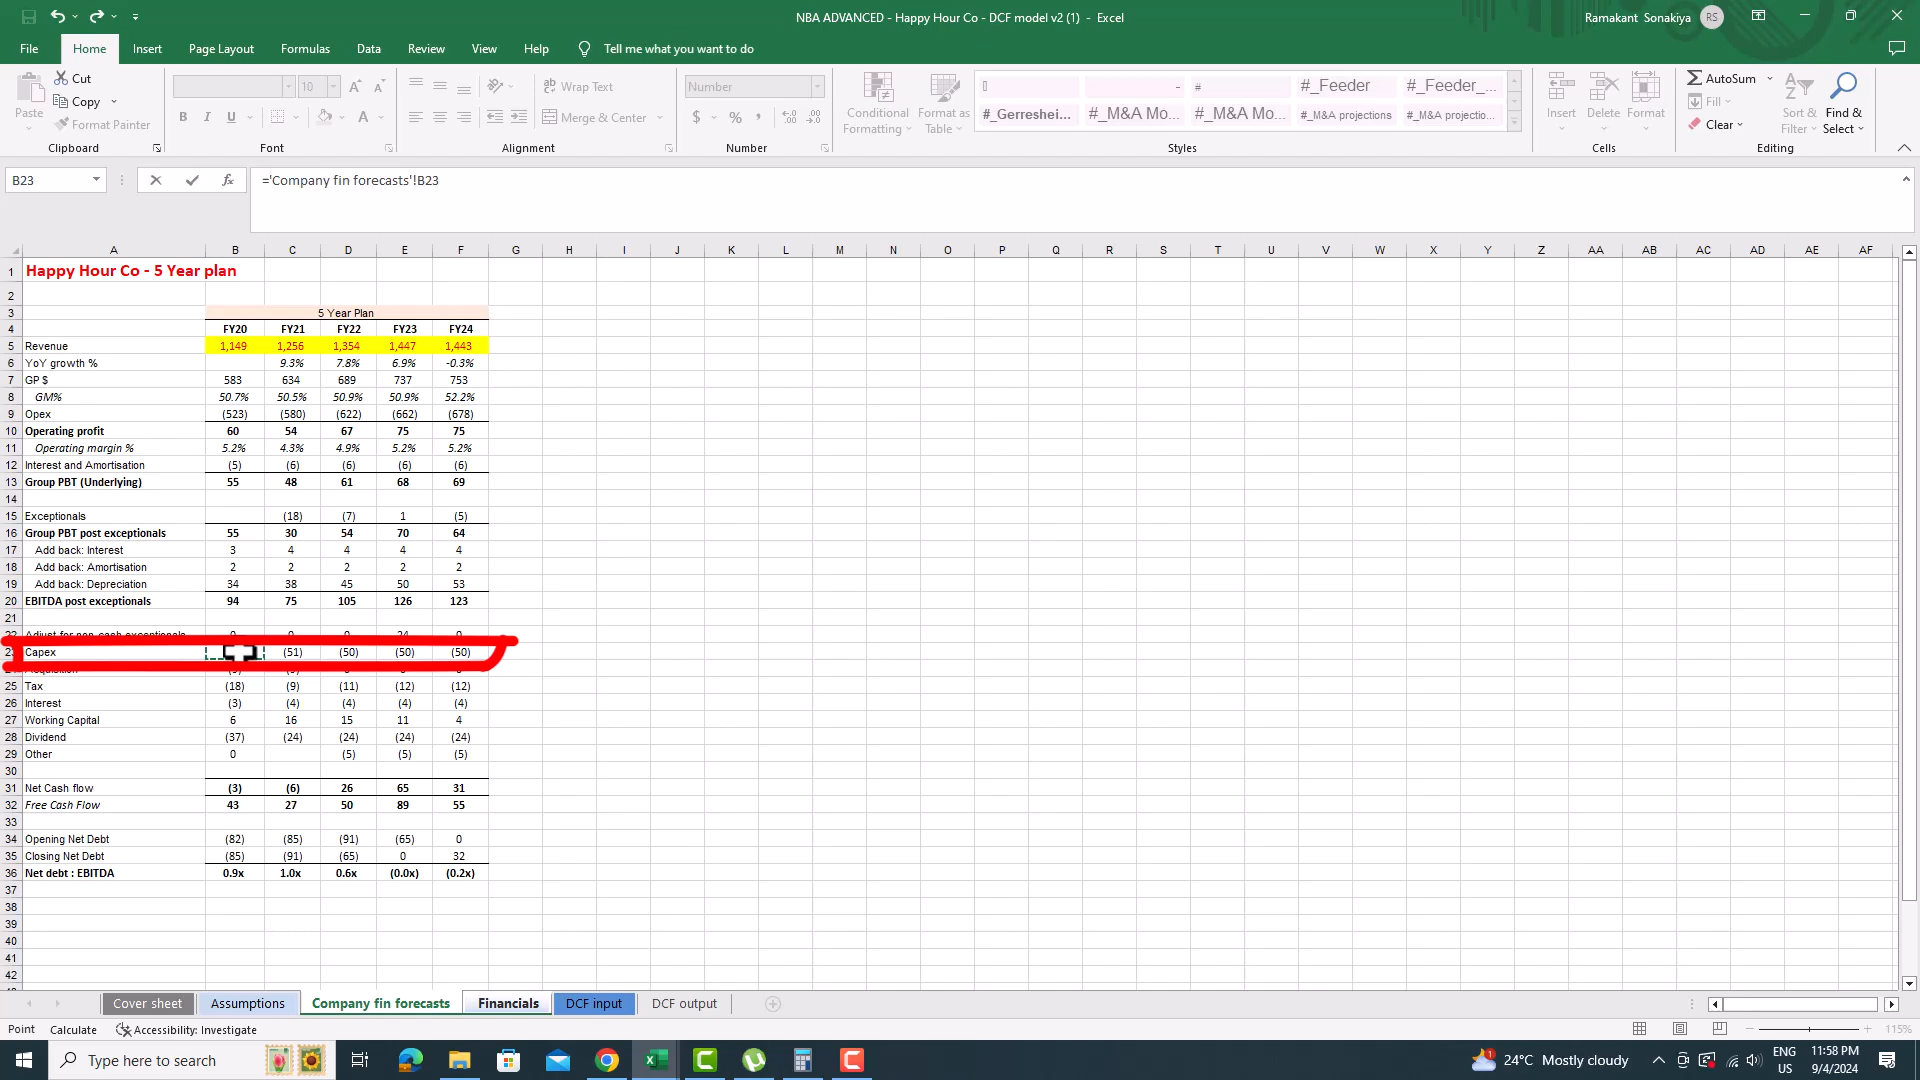 NBA ADVANCED - Happy Hour Co - DCF model v2 (1) - Excel
Ramakant Sonakiya RS
File Home Insert Page Layout Formulas Data Review View Help Tell me what you want to do
Cut
Copy
Format Painter
Paste
Clipboard
10
B I U
Font
Wrap Text
Merge & Center
Alignment
Number
$ % ,
Number
Conditional Formatting
Format as Table
- # #_Feeder #_Feeder_...
#_Gerreshei... #_M&A Mo... #_M&A Mo... #_M&A projections #_M&A projectio...
Styles
Insert Delete Format
Cells
AutoSum
Fill
Clear
Sort & Filter
Find & Select
Editing
B23 fx ='Company fin forecasts'!B23
A B C D E F G H I J K L M N O P Q R S T U V W X Y Z AA AB AC AD AE AF
1 Happy Hour Co - 5 Year plan
2
3 5 Year Plan
4 FY20 FY21 FY22 FY23 FY24
5 Revenue 1,149 1,256 1,354 1,447 1,443
6 YoY growth % 9.3% 7.8% 6.9% -0.3%
7 GP $ 583 634 689 737 753
8 GM% 50.7% 50.5% 50.9% 50.9% 52.2%
9 Opex (523) (580) (622) (662) (678)
10 Operating profit 60 54 67 75 75
11 Operating margin % 5.2% 4.3% 4.9% 5.2% 5.2%
12 Interest and Amortisation (5) (6) (6) (6) (6)
13 Group PBT (Underlying) 55 48 61 68 69
14
15 Exceptionals (18) (7) 1 (5)
16 Group PBT post exceptionals 55 30 54 70 64
17 Add back: Interest 3 4 4 4 4
18 Add back: Amortisation 2 2 2 2 2
19 Add back: Depreciation 34 38 45 50 53
20 EBITDA post exceptionals 94 75 105 126 123
21
22 Adjust for non-cash exceptionals 0 0 0 24 0
Capex (51) (50) (50) (50)
Acquisition
25 Tax (18) (9) (11) (12) (12)
26 Interest (3) (4) (4) (4) (4)
27 Working Capital 6 16 15 11 4
28 Dividend (37) (24) (24) (24) (24)
29 Other 0 (5) (5) (5)
30
31 Net Cash flow (3) (6) 26 65 31
32 Free Cash Flow 43 27 50 89 55
33
34 Opening Net Debt (82) (85) (91) (65) 0
35 Closing Net Debt (85) (91) (65) 0 32
36 Net debt : EBITDA 0.9x 1.0x 0.6x (0.0x) (0.2x)
37
38
39
40
41
42
Cover sheet Assumptions Company fin forecasts Financials DCF input DCF output
Point Calculate Accessibility: Investigate 115%
Type here to search
24°C Mostly cloudy
ENG US
11:58 PM
9/4/2024